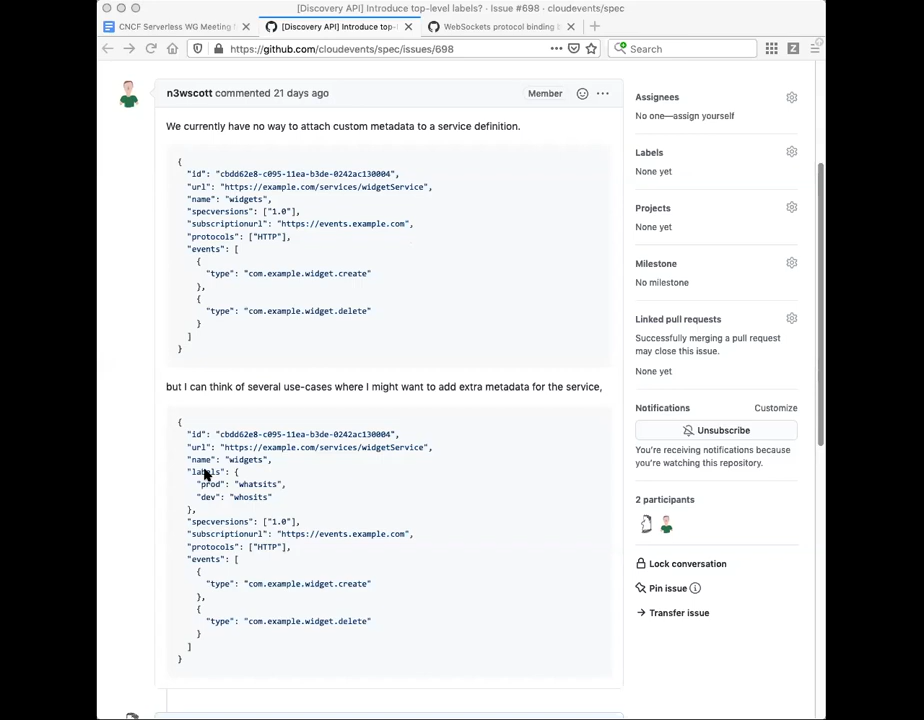 [Discovery API] Introduce top-level labels? · Issue #698 · cloudevents/spec
CNCF Serverless WG Meeting
[Discovery API] Introduce top-
WebSockets protocol binding
https://github.com/cloudevents/spec/issues/698
Search
n3wscott commented 21 days ago
Member
We currently have no way to attach custom metadata to a service definition.
{
"id": "cbdd62e8-c095-11ea-b3de-0242ac130004",
"url": "https://example.com/services/widgetService",
"name": "widgets",
"specversions": ["1.0"],
"subscriptionurl": "https://events.example.com",
"protocols": ["HTTP"],
"events": [
{
"type": "com.example.widget.create"
},
{
"type": "com.example.widget.delete"
}
]
}
but I can think of several use-cases where I might want to add extra metadata for the service,
{
"id": "cbdd62e8-c095-11ea-b3de-0242ac130004",
"url": "https://example.com/services/widgetService",
"name": "widgets",
"labels": {
"prod": "whatsits",
"dev": "whosits"
},
"specversions": ["1.0"],
"subscriptionurl": "https://events.example.com",
"protocols": ["HTTP"],
"events": [
{
"type": "com.example.widget.create"
},
{
"type": "com.example.widget.delete"
}
]
}
Assignees
No one—assign yourself
Labels
None yet
Projects
None yet
Milestone
No milestone
Linked pull requests
Successfully merging a pull request
may close this issue.
None yet
Notifications
Customize
Unsubscribe
You're receiving notifications because
you're watching this repository.
2 participants
Lock conversation
Pin issue
Transfer issue